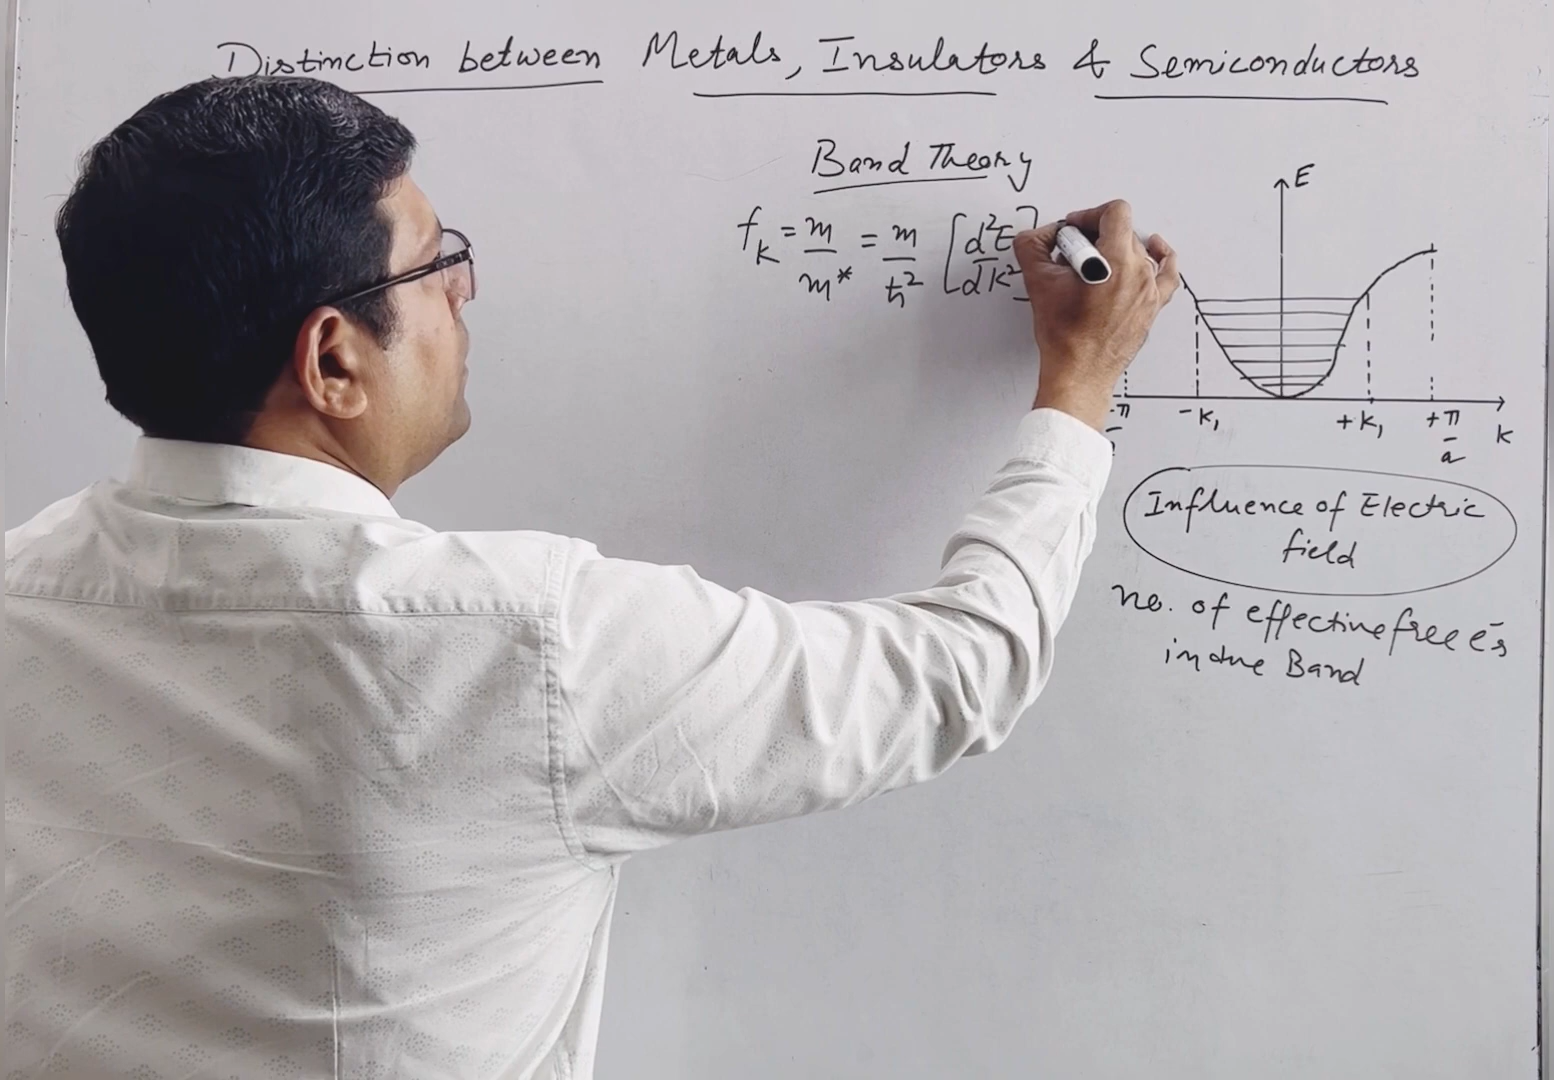 Distinction between Metals, Insulators & Semiconductors
Band Theory
E
f_k = m/m* = m/ħ² [d²E/dk²]
-π -k₁ +k₁ +π/a k
Influence of Electric
field
no. of effective free e⁻s
in the Band